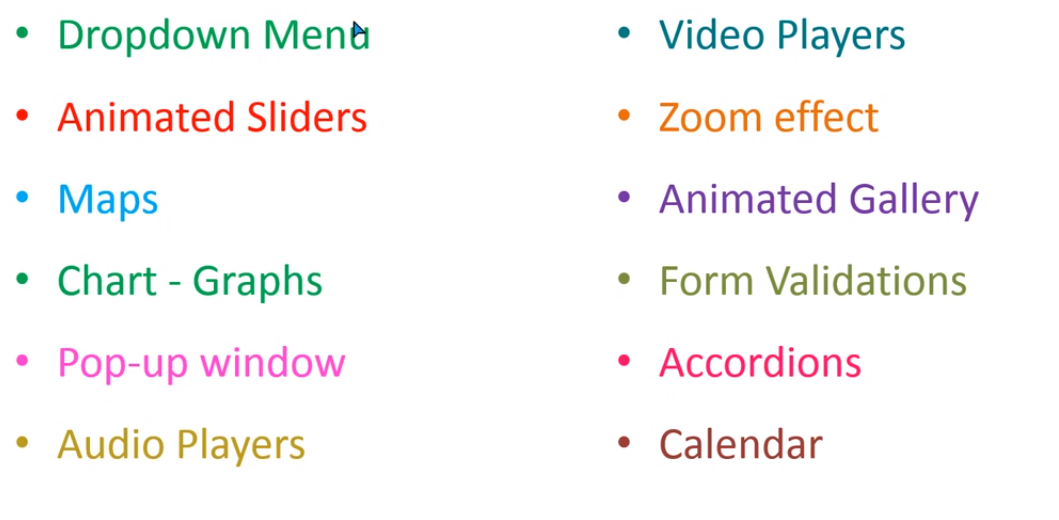 • Dropdown Menu
• Animated Sliders
• Maps
• Chart - Graphs
• Pop-up window
• Audio Players
• Video Players
• Zoom effect
• Animated Gallery
• Form Validations
• Accordions
• Calendar